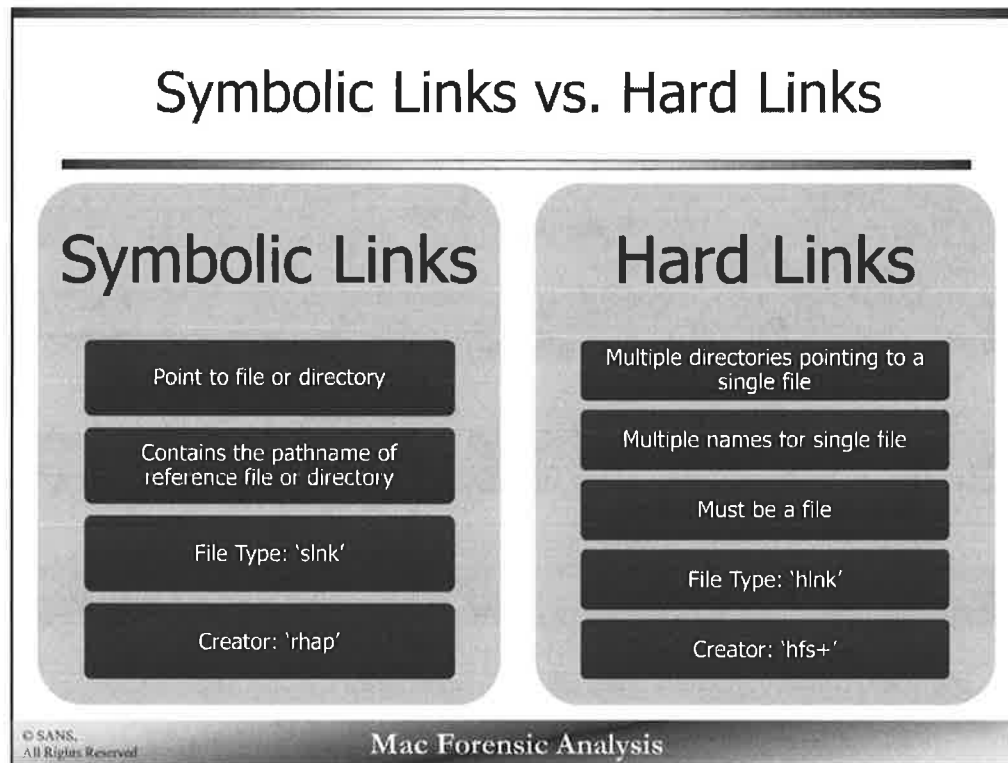 Symbolic Links vs. Hard Links
Symbolic Links
Point to file or directory
Contains the pathname of
reference file or directory
File Type: ‘slnk’
Creator: ‘rhap’
Hard Links
Multiple directories pointing to a
single file
Multiple names for single file
Must be a file
File Type: ‘hlnk’
Creator: ‘hfs+’
© SANS,
All Rights Reserved
Mac Forensic Analysis